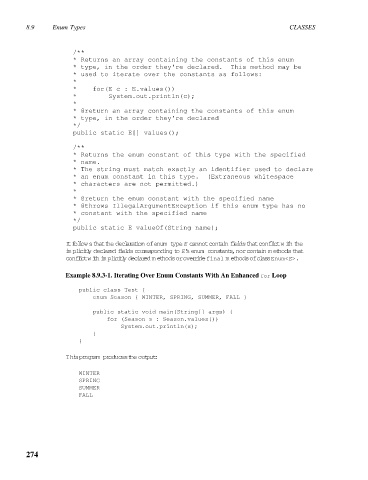 8.9 Enum Types CLASSES
/**
* Returns an array containing the constants of this enum
* type, in the order they're declared. This method may be
* used to iterate over the constants as follows:
*
* for(E c : E.values())
* System.out.println(c);
*
* @return an array containing the constants of this enum
* type, in the order they're declared
*/
public static E[] values();
/**
* Returns the enum constant of this type with the specified
* name.
* The string must match exactly an identifier used to declare
* an enum constant in this type. (Extraneous whitespace
* characters are not permitted.)
*
* @return the enum constant with the specified name
* @throws IllegalArgumentException if this enum type has no
* constant with the specified name
*/
public static E valueOf(String name);
It follows that the declaration of enum type E cannot contain fields that conflict with the
implicitly declared fields corresponding to E's enum constants, nor contain methods that
conflict with implicitly declared methods or override final methods of class Enum<E>.
Example 8.9.3-1. Iterating Over Enum Constants With An Enhanced for Loop
public class Test {
enum Season { WINTER, SPRING, SUMMER, FALL }
public static void main(String[] args) {
for (Season s : Season.values())
System.out.println(s);
}
}
This program produces the output:
WINTER
SPRING
SUMMER
FALL
274